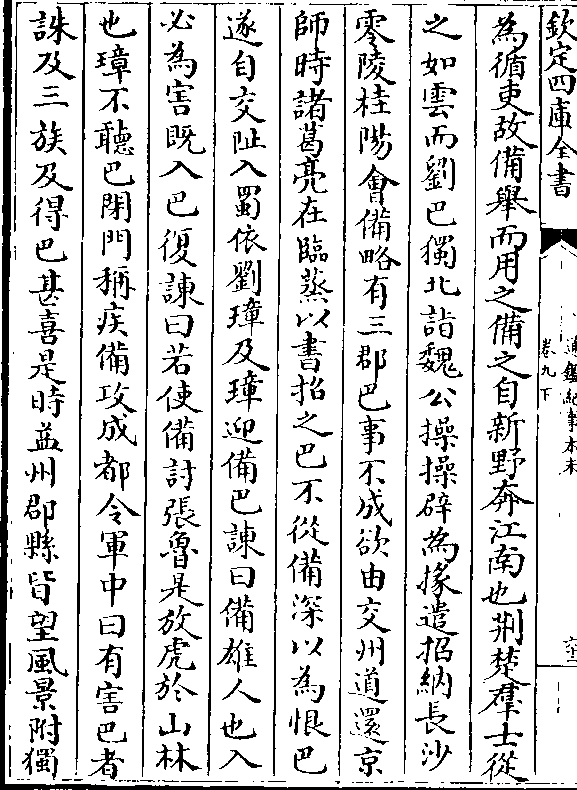 欽定四庫全書
通鑑紀事本末
卷九下
為循吏故備舉而用之備之自新野奔江南也荆楚羣士從
之如雲而劉巴獨北詣魏公操操辟為掾遣招納長沙
零陵桂陽會備略有三郡巴事不成欲由交州道還京
師時諸葛亮在臨蒸以書招之巴不從備深以為恨巴
遂自交阯入蜀依劉璋及璋迎備巴諫曰備雄人也入
必為害既入巴復諫曰若使備討張魯是放虎於山林
也璋不聽巴閉門稱疾備攻成都令軍中曰有害巴者
誅及三族及得巴甚喜是時益州郡縣皆望風景附獨